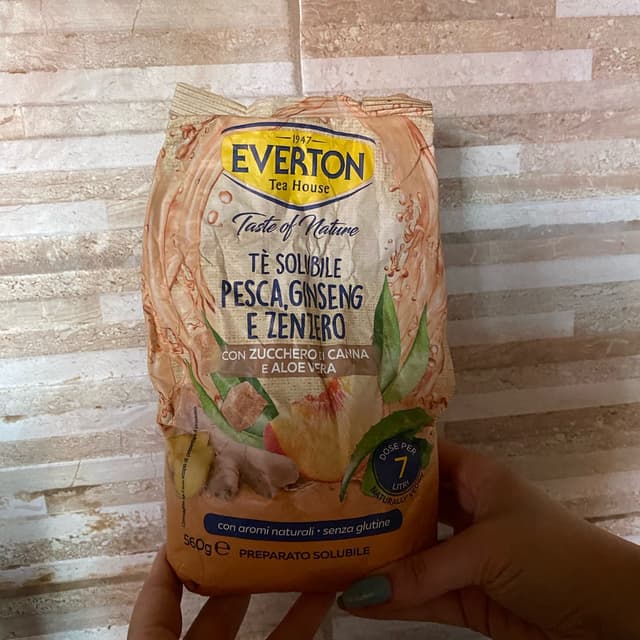 1947
EVERTON
Tea House
Taste of Nature
TÈ SOLUBILE
PESCA, GINSENG
E ZENZERO
CON ZUCCHERO DI CANNA
E ALOE VERA
DOSE PER
7
LITRI
con aromi naturali • senza glutine
560g ℮ PREPARATO SOLUBILE